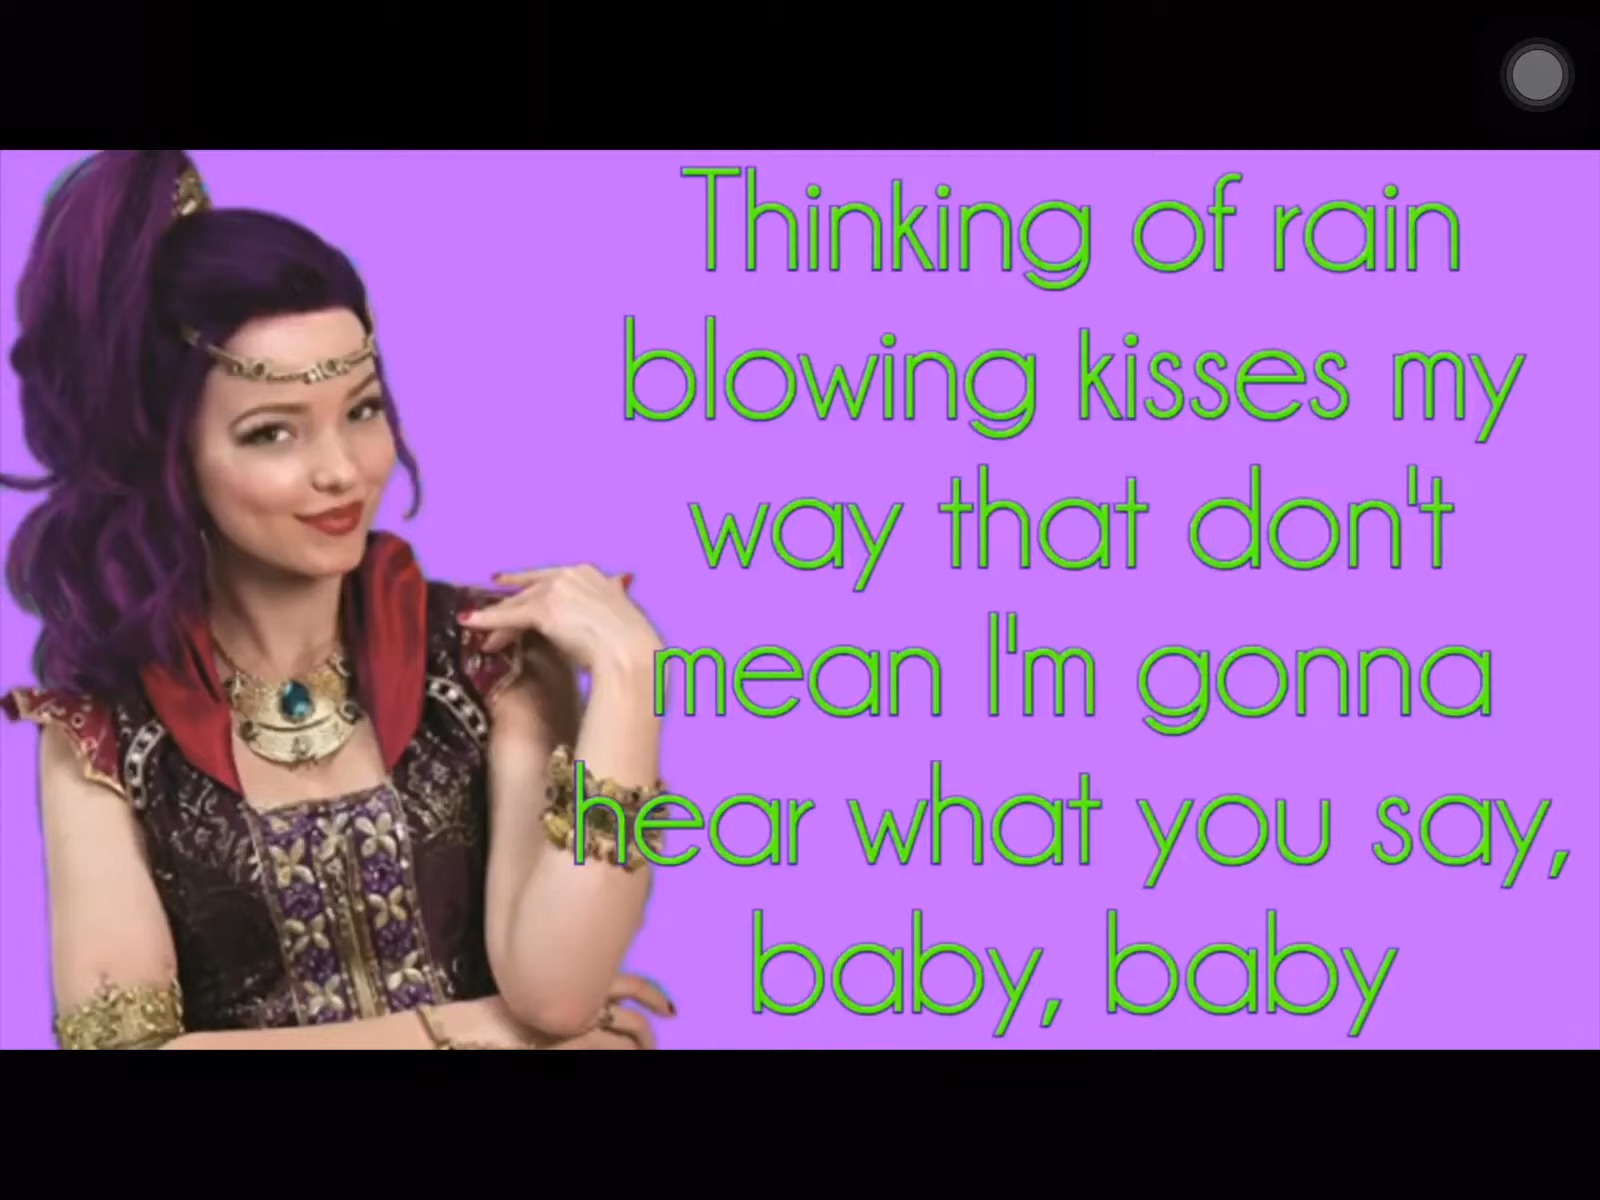 Thinking of rain
blowing kisses my
way that don't
mean I'm gonna
hear what you say,
baby, baby